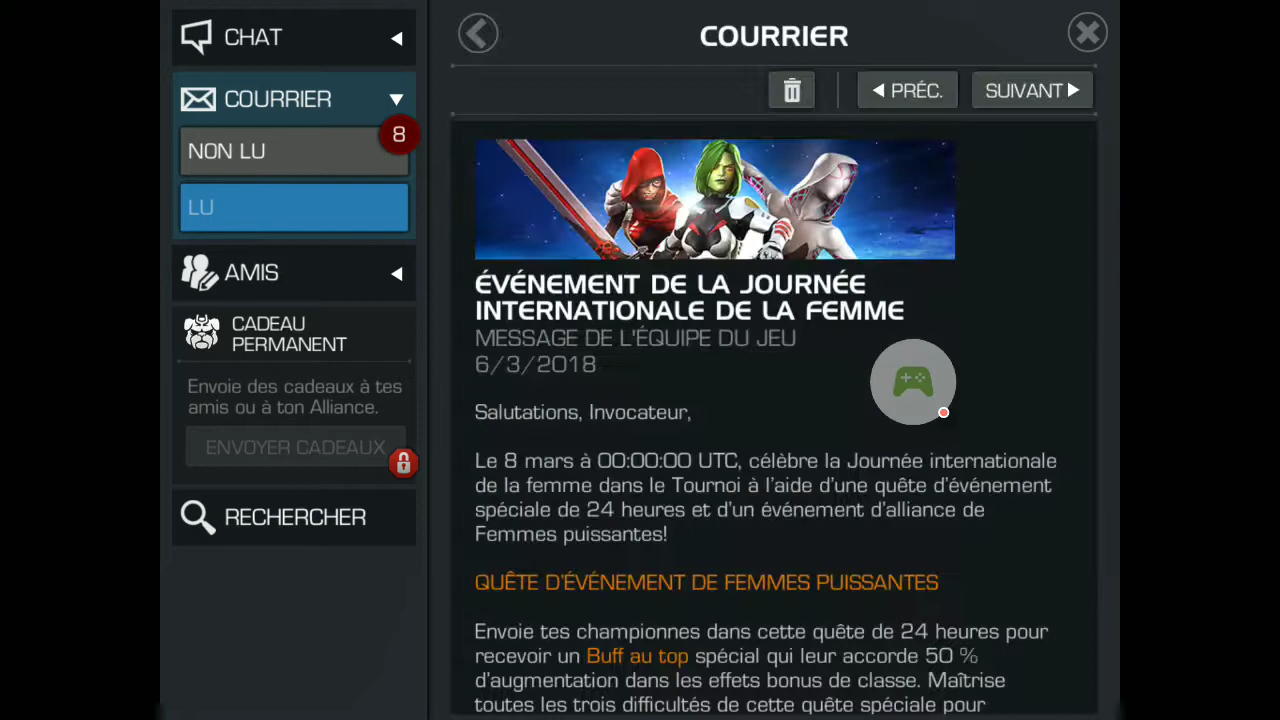 CHAT
COURRIER
8
NON LU
LU
AMIS
CADEAU
PERMANENT
Envoie des cadeaux à tes
amis ou à ton Alliance.
ENVOYER CADEAUX
RECHERCHER
COURRIER
PRÉC.
SUIVANT
ÉVÉNEMENT DE LA JOURNÉE
INTERNATIONALE DE LA FEMME
MESSAGE DE L'ÉQUIPE DU JEU
6/3/2018
Salutations, Invocateur,
Le 8 mars à 00:00:00 UTC, célèbre la Journée internationale
de la femme dans le Tournoi à l'aide d'une quête d'événement
spéciale de 24 heures et d'un événement d'alliance de
Femmes puissantes!
QUÊTE D'ÉVÉNEMENT DE FEMMES PUISSANTES
Envoie tes championnes dans cette quête de 24 heures pour
recevoir un Buff au top spécial qui leur accorde 50 %
d'augmentation dans les effets bonus de classe. Maîtrise
toutes les trois difficultés de cette quête spéciale pour